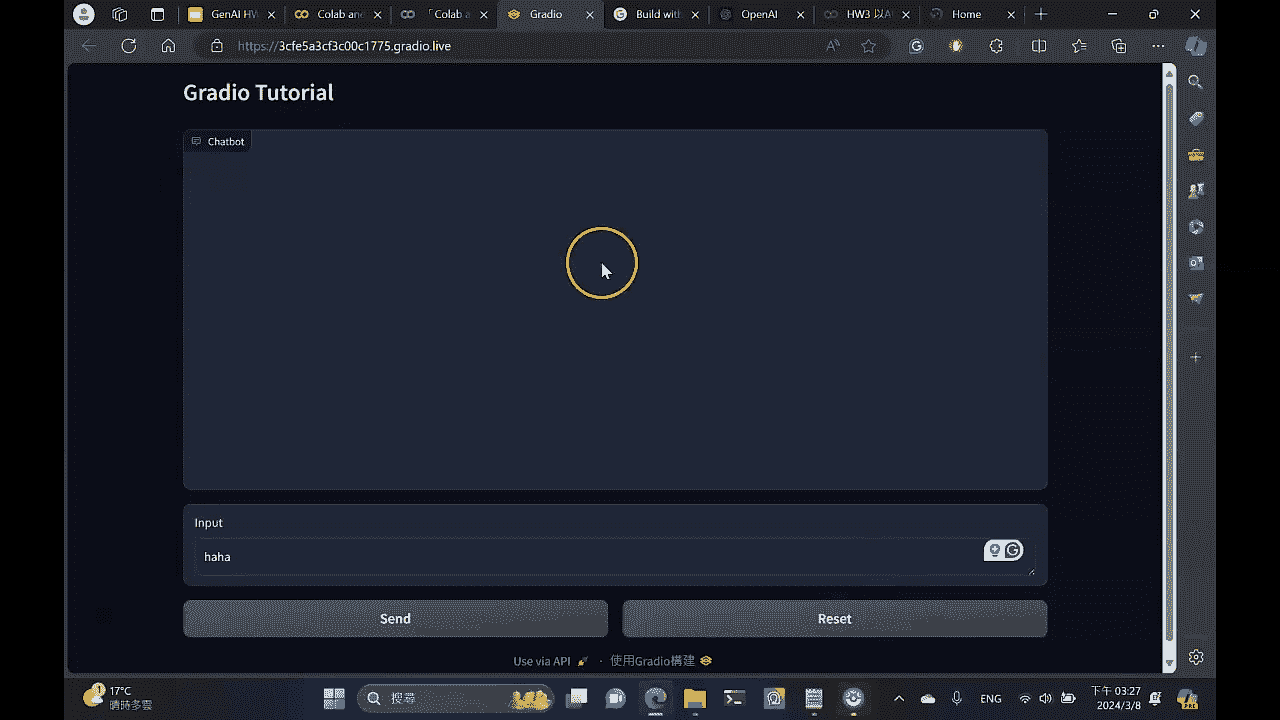 GenAI HW
Colab and
「Colab a
Gradio
Build with
OpenAI
HW3 以A
Home
https://3cfe5a3cf3c00c1775.gradio.live
Gradio Tutorial
Chatbot
Input
haha
Send
Reset
Use via API · 使用Gradio構建
17°C
晴時多雲
搜尋
ENG
下午 03:27
2024/3/8